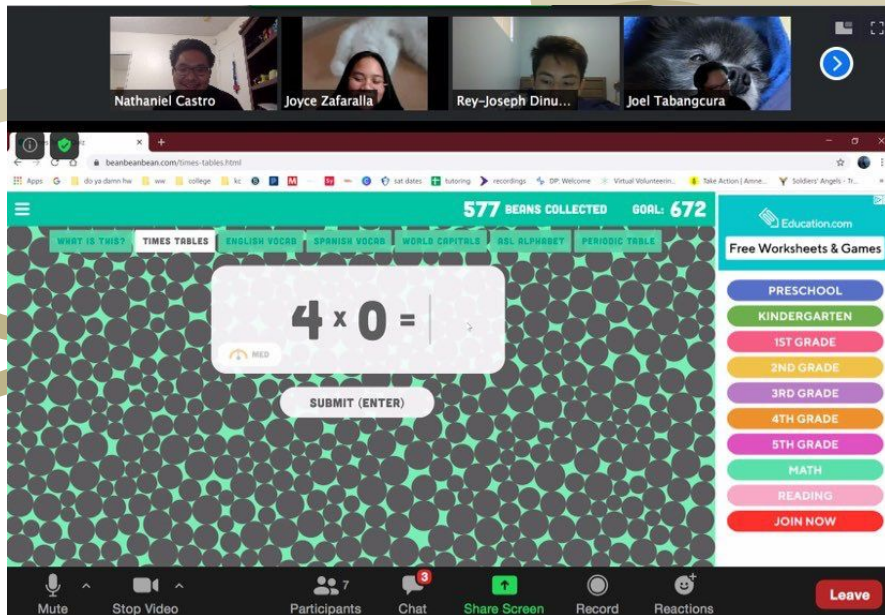 Nathaniel Castro
Joyce Zafaralla
Rey-Joseph Dinu...
Joel Tabangcura
beanbeanbean.com/times-tables.html
Apps
do ya damn hw
ww
college
kc
sat dates
tutoring
recordings
DP: Welcome
Virtual Volunteerin...
Take Action | Amne...
Soldiers' Angels - Tr...
577 BEANS COLLECTED GOAL: 672
WHAT IS THIS?
TIMES TABLES
ENGLISH VOCAB
SPANISH VOCAB
WORLD CAPITALS
ASL ALPHABET
PERIODIC TABLE
4 x 0 =
MED
SUBMIT (ENTER)
Education.com
Free Worksheets & Games
PRESCHOOL
KINDERGARTEN
1ST GRADE
2ND GRADE
3RD GRADE
4TH GRADE
5TH GRADE
MATH
READING
JOIN NOW
Mute
Stop Video
7
Participants
3
Chat
Share Screen
Record
Reactions
Leave